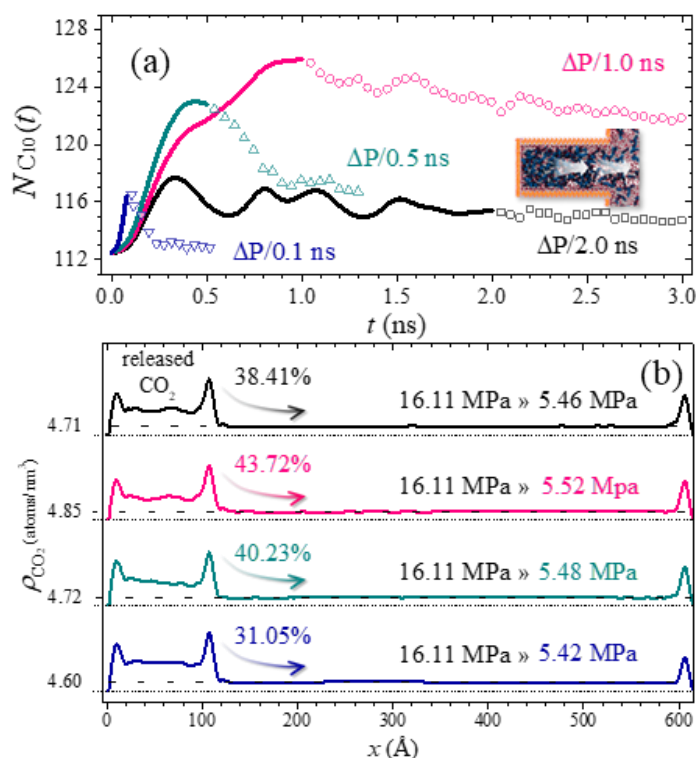 128
124
120
116
112
N C10 (t)
(a)
ΔP/1.0 ns
ΔP/0.5 ns
ΔP/0.1 ns
ΔP/2.0 ns
0.0 0.5 1.0 1.5 2.0 2.5 3.0
t (ns)
released
CO₂
(b)
38.41%
16.11 MPa » 5.46 MPa
4.71
43.72%
16.11 MPa » 5.52 Mpa
4.85
40.23%
16.11 MPa » 5.48 MPa
4.72
31.05%
16.11 MPa » 5.42 MPa
4.60
ρCO₂ (atoms/nm³)
0 100 200 300 400 500 600
x (Å)